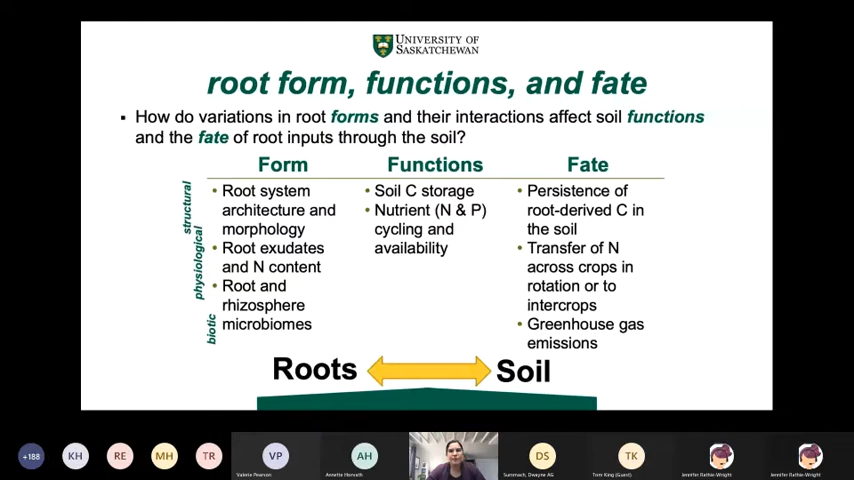 UNIVERSITY OF
SASKATCHEWAN
root form, functions, and fate
▪ How do variations in root forms and their interactions affect soil functions
and the fate of root inputs through the soil?
Form
Functions
Fate
structural
physiological
biotic
• Root system
architecture and
morphology
• Root exudates
and N content
• Root and
rhizosphere
microbiomes
• Soil C storage
• Nutrient (N & P)
cycling and
availability
• Persistence of
root-derived C in
the soil
• Transfer of N
across crops in
rotation or to
intercrops
• Greenhouse gas
emissions
Roots
Soil
+188
KH
RE
MH
TR
VP
Valerie Pearson
AH
Annette Horvath
DS
Summach, Dwayne AG
TK
Tom King (Guest)
Jennifer Rathie-Wright
Jennifer Rathie-Wright